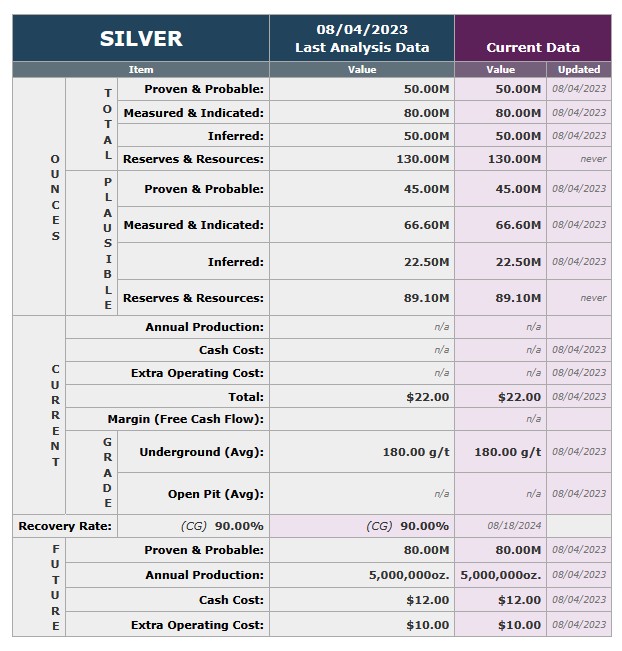 SILVER 08/04/2023 Last Analysis Data Current Data
Item Value Value Updated
OUNCES
TOTAL
Proven & Probable: 50.00M 50.00M 08/04/2023
Measured & Indicated: 80.00M 80.00M 08/04/2023
Inferred: 50.00M 50.00M 08/04/2023
Reserves & Resources: 130.00M 130.00M never
PLAUSIBLE
Proven & Probable: 45.00M 45.00M 08/04/2023
Measured & Indicated: 66.60M 66.60M 08/04/2023
Inferred: 22.50M 22.50M 08/04/2023
Reserves & Resources: 89.10M 89.10M never
CURRENT
Annual Production: n/a n/a
Cash Cost: n/a n/a 08/04/2023
Extra Operating Cost: n/a n/a 08/04/2023
Total: $22.00 $22.00 08/04/2023
Margin (Free Cash Flow): n/a
GRADE
Underground (Avg): 180.00 g/t 180.00 g/t 08/04/2023
Open Pit (Avg): n/a n/a 08/04/2023
Recovery Rate: (CG) 90.00% (CG) 90.00% 08/18/2024
FUTURE
Proven & Probable: 80.00M 80.00M 08/04/2023
Annual Production: 5,000,000oz. 5,000,000oz. 08/04/2023
Cash Cost: $12.00 $12.00 08/04/2023
Extra Operating Cost: $10.00 $10.00 08/04/2023